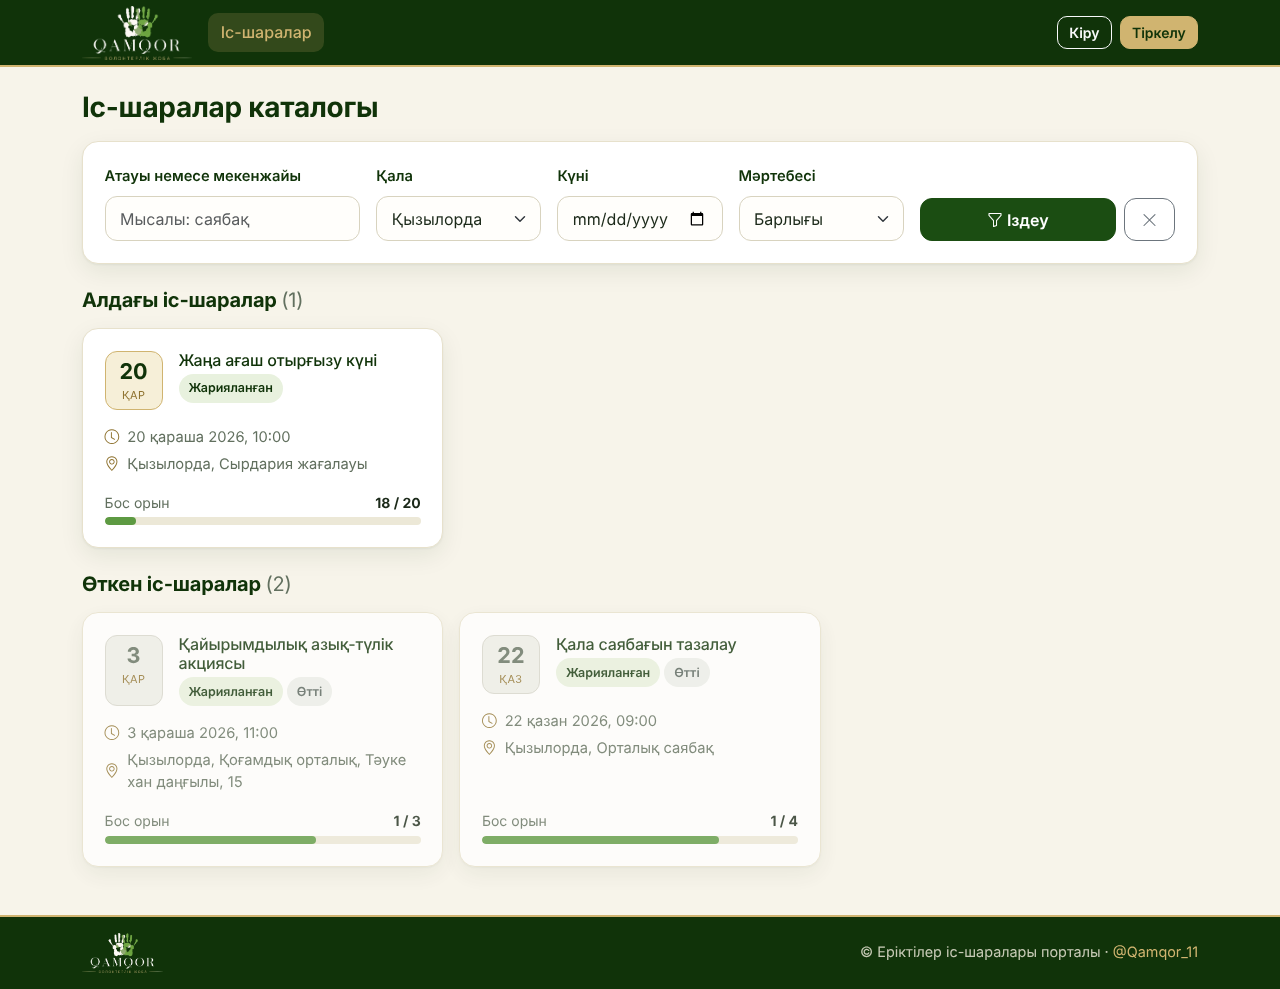 QAMQOR
Іс-шаралар
Кіру
Тіркелу
Іс-шаралар каталогы
Атауы немесе мекенжайы
Қала
Күні
Мәртебесі
Мысалы: саябақ
Қызылорда
mm/dd/yyyy
Барлығы
Іздеу
Алдағы іс-шаралар (1)
20
ҚАР
Жаңа ағаш отырғызу күні
Жарияланған
20 қараша 2026, 10:00
Қызылорда, Сырдария жағалауы
Бос орын
18 / 20
Өткен іс-шаралар (2)
3
ҚАР
Қайырымдылық азық-түлік
акциясы
Жарияланған
Өтті
3 қараша 2026, 11:00
Қызылорда, Қоғамдық орталық, Тәуке
хан даңғылы, 15
Бос орын
1 / 3
22
ҚАЗ
Қала саябағын тазалау
Жарияланған
Өтті
22 қазан 2026, 09:00
Қызылорда, Орталық саябақ
Бос орын
1 / 4
QAMQOR
© Еріктілер іс-шаралары порталы · @Qamqor_11